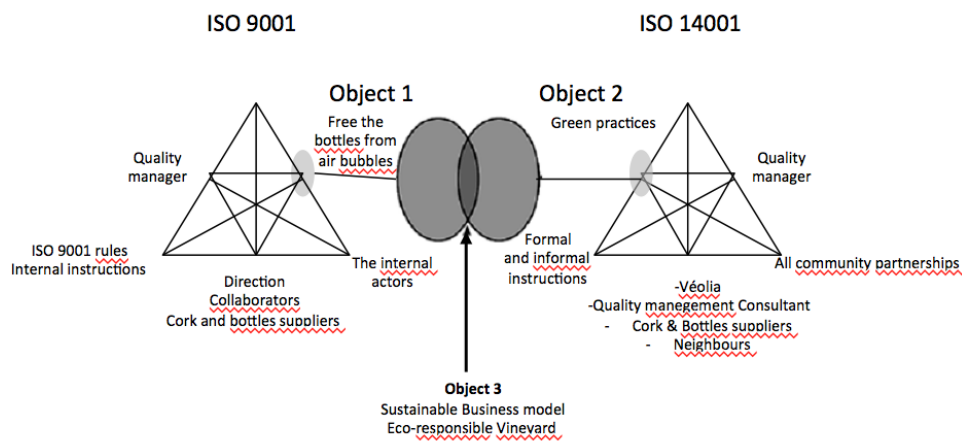 ISO 9001
ISO 14001
Object 1
Free the
bottles from
air bubbles
Object 2
Green practices
Quality
manager
Quality
manager
ISO 9001 rules
Internal instructions
Direction
Collaborators
Cork and bottles suppliers
The internal
actors
Formal
and informal
instructions
All community partnerships
-Véolia
-Quality manegement Consultant
- Cork & Bottles suppliers
- Neighbours
Object 3
Sustainable Business model
Eco-responsible Vineyard